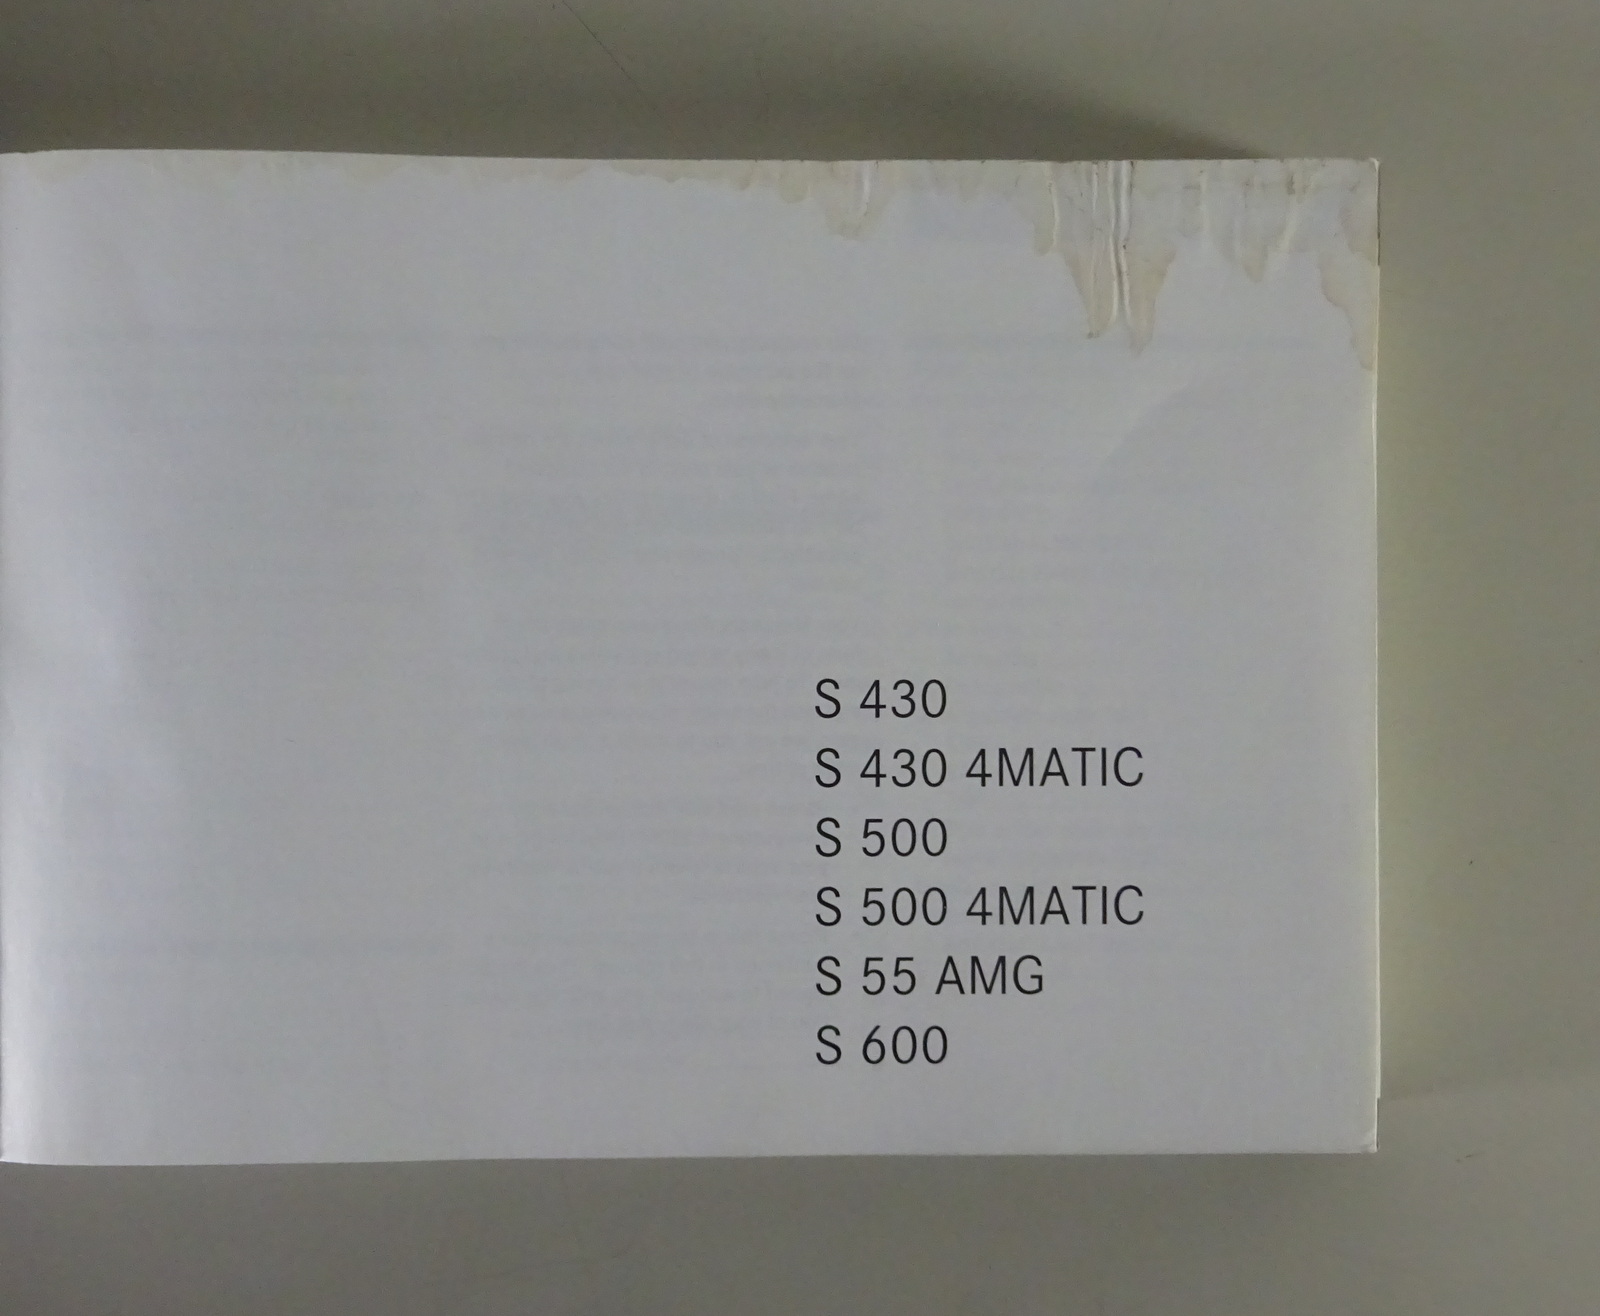 S 430
S 430 4MATIC
S 500
S 500 4MATIC
S 55 AMG
S 600